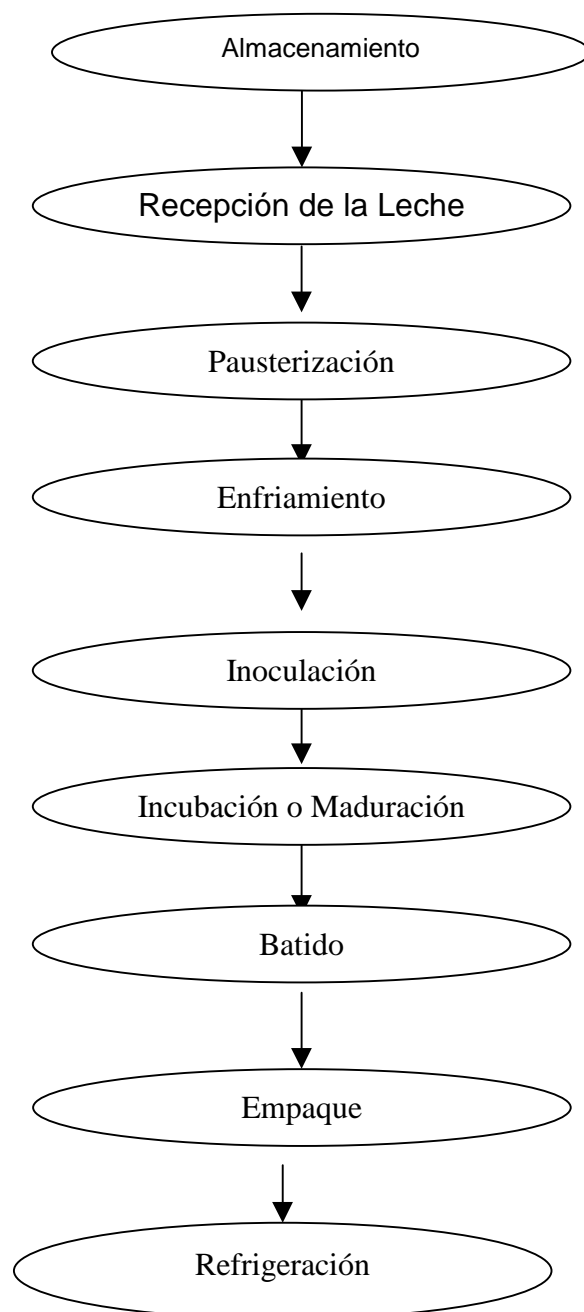 Almacenamiento
Recepción de la Leche
Pausterización
Enfriamiento
Inoculación
Incubación o Maduración
Batido
Empaque
Refrigeración